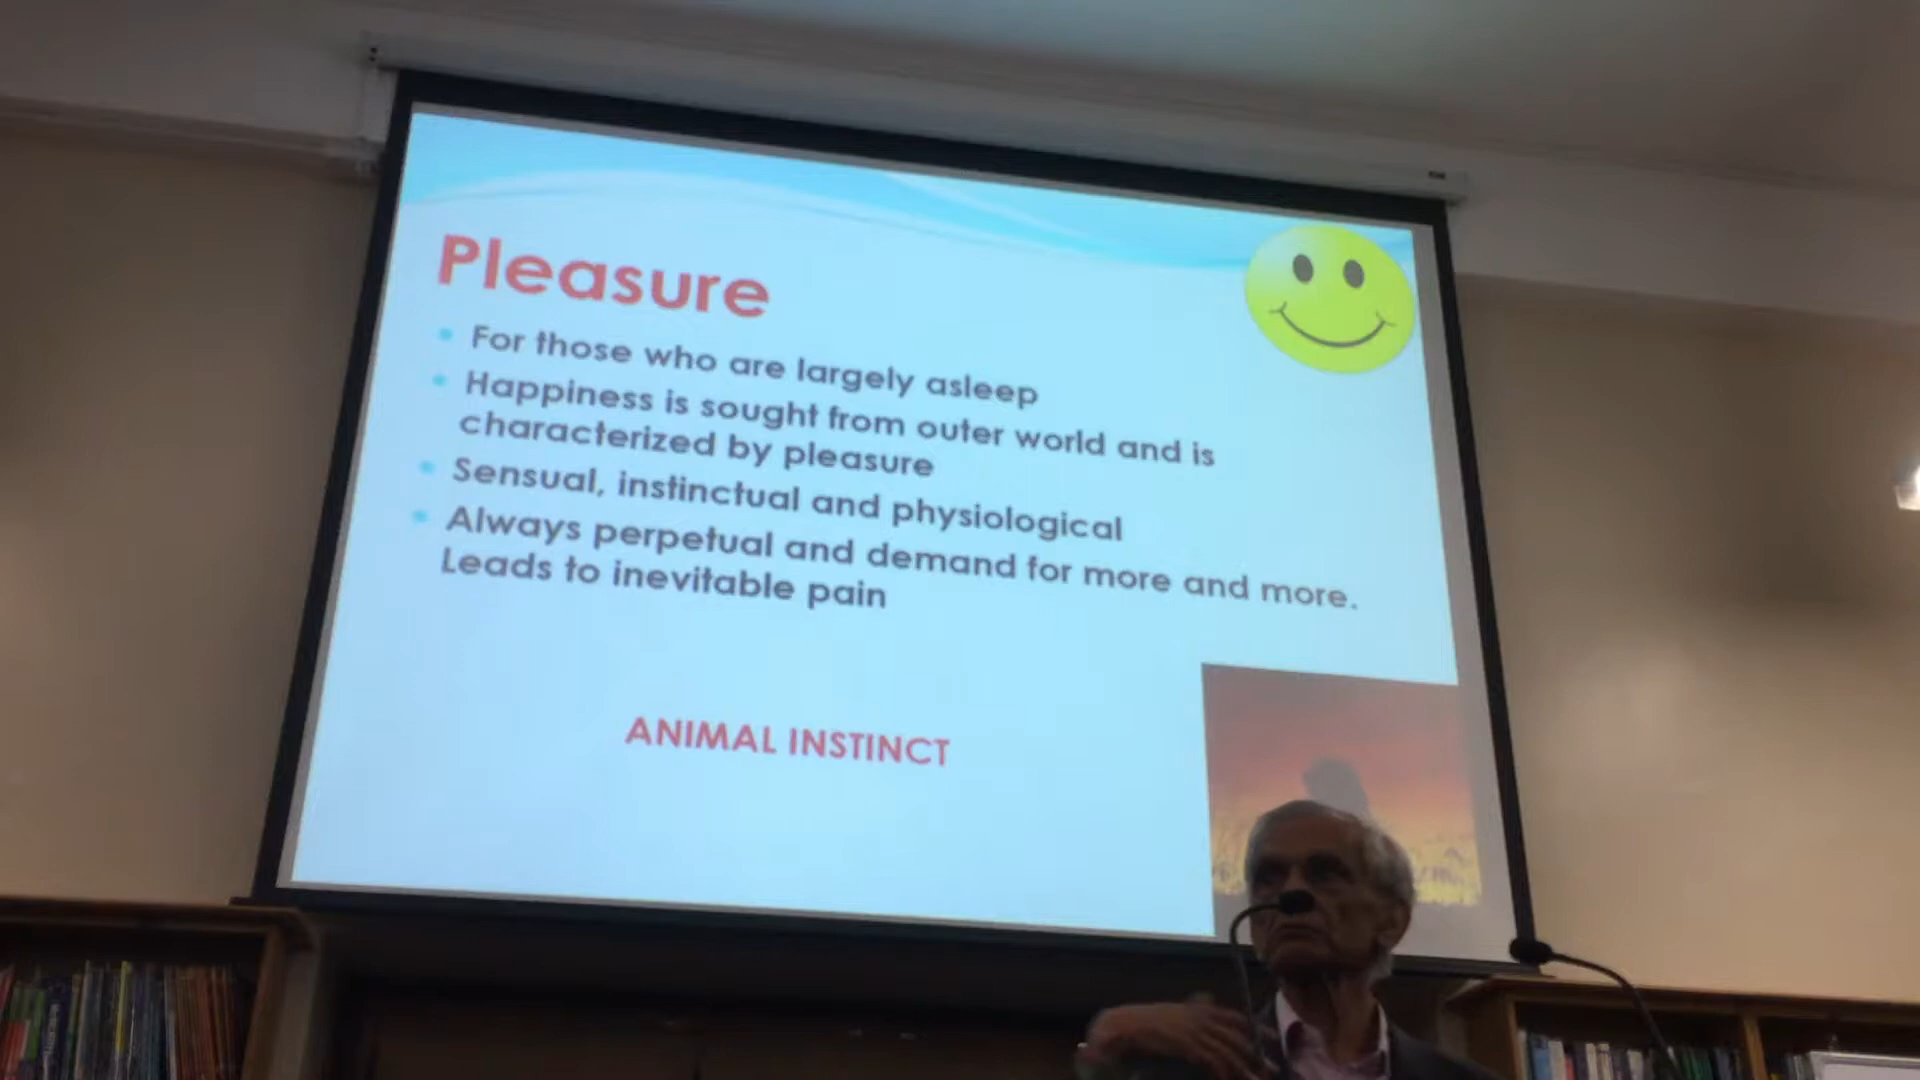 Pleasure
For those who are largely asleep
Happiness is sought from outer world and is
characterized by pleasure
Sensual, instinctual and physiological
Always perpetual and demand for more and more.
Leads to inevitable pain
ANIMAL INSTINCT